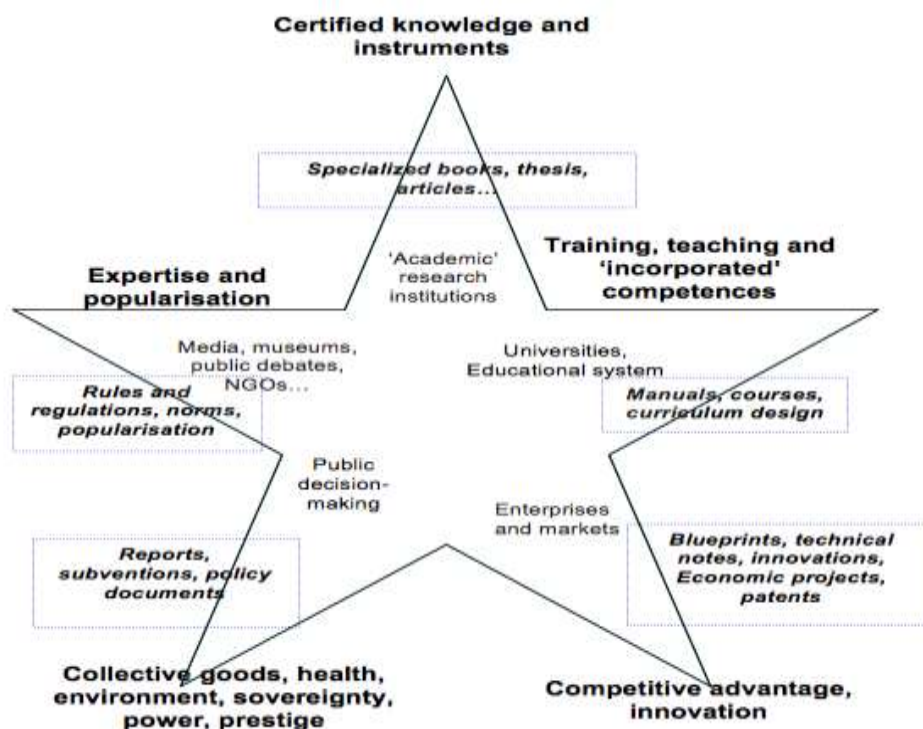 Certified knowledge and
instruments
Specialized books, thesis,
articles...
'Academic'
research
institutions
Expertise and
popularisation
Training, teaching and
'incorporated'
competences
Media, museums,
public debates,
NGOs...
Universities,
Educational system
Rules and
regulations, norms,
popularisation
Manuals, courses,
curriculum design
Public
decision-
making
Enterprises
and markets
Reports,
subventions, policy
documents
Blueprints, technical
notes, innovations,
Economic projects,
patents
Collective goods, health,
environment, sovereignty,
power, prestige
Competitive advantage,
innovation